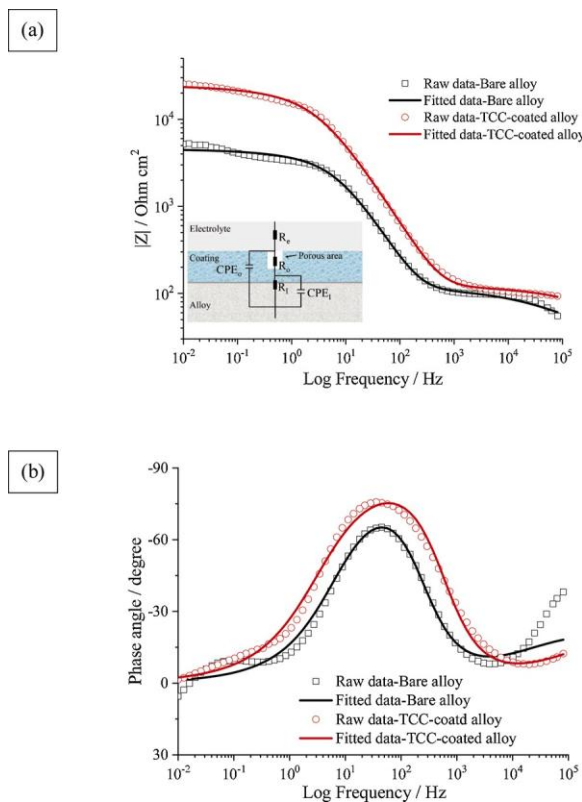 (a)
10⁴
10³
10²
|Z| / Ohm cm²
Raw data-Bare alloy
Fitted data-Bare alloy
Raw data-TCC-coated alloy
Fitted data-TCC-coated alloy
Electrolyte
Rₑ
Coating
Porous area
CPEₒ
Rₒ
R₁
CPE₁
Alloy
10⁻² 10⁻¹ 10⁰ 10¹ 10² 10³ 10⁴ 10⁵
Log Frequency / Hz
(b)
-90
-60
-30
0
30
Phase angle / degree
Raw data-Bare alloy
Fitted data-Bare alloy
Raw data-TCC-coatd alloy
Fitted data-TCC-coated alloy
10⁻² 10⁻¹ 10⁰ 10¹ 10² 10³ 10⁴ 10⁵
Log Frequency / Hz